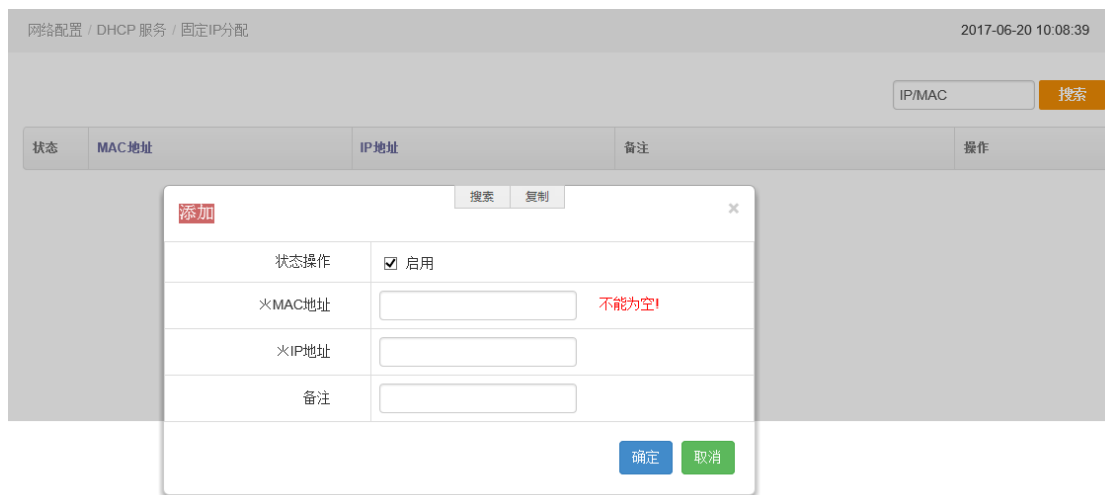 网络配置 / DHCP 服务 / 固定IP分配 2017-06-20 10:08:39
IP/MAC 搜索
状态 MAC地址 IP地址 备注 操作
搜索 复制
添加 ×
状态操作 启用
火MAC地址 不能为空!
火IP地址
备注
确定 取消